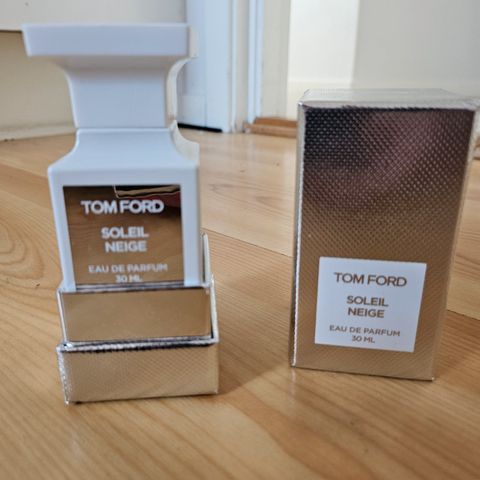 TOM FORD
SOLEIL
NEIGE
EAU DE PARFUM
30 ML
TOM FORD
SOLEIL
NEIGE
EAU DE PARFUM
30 ML